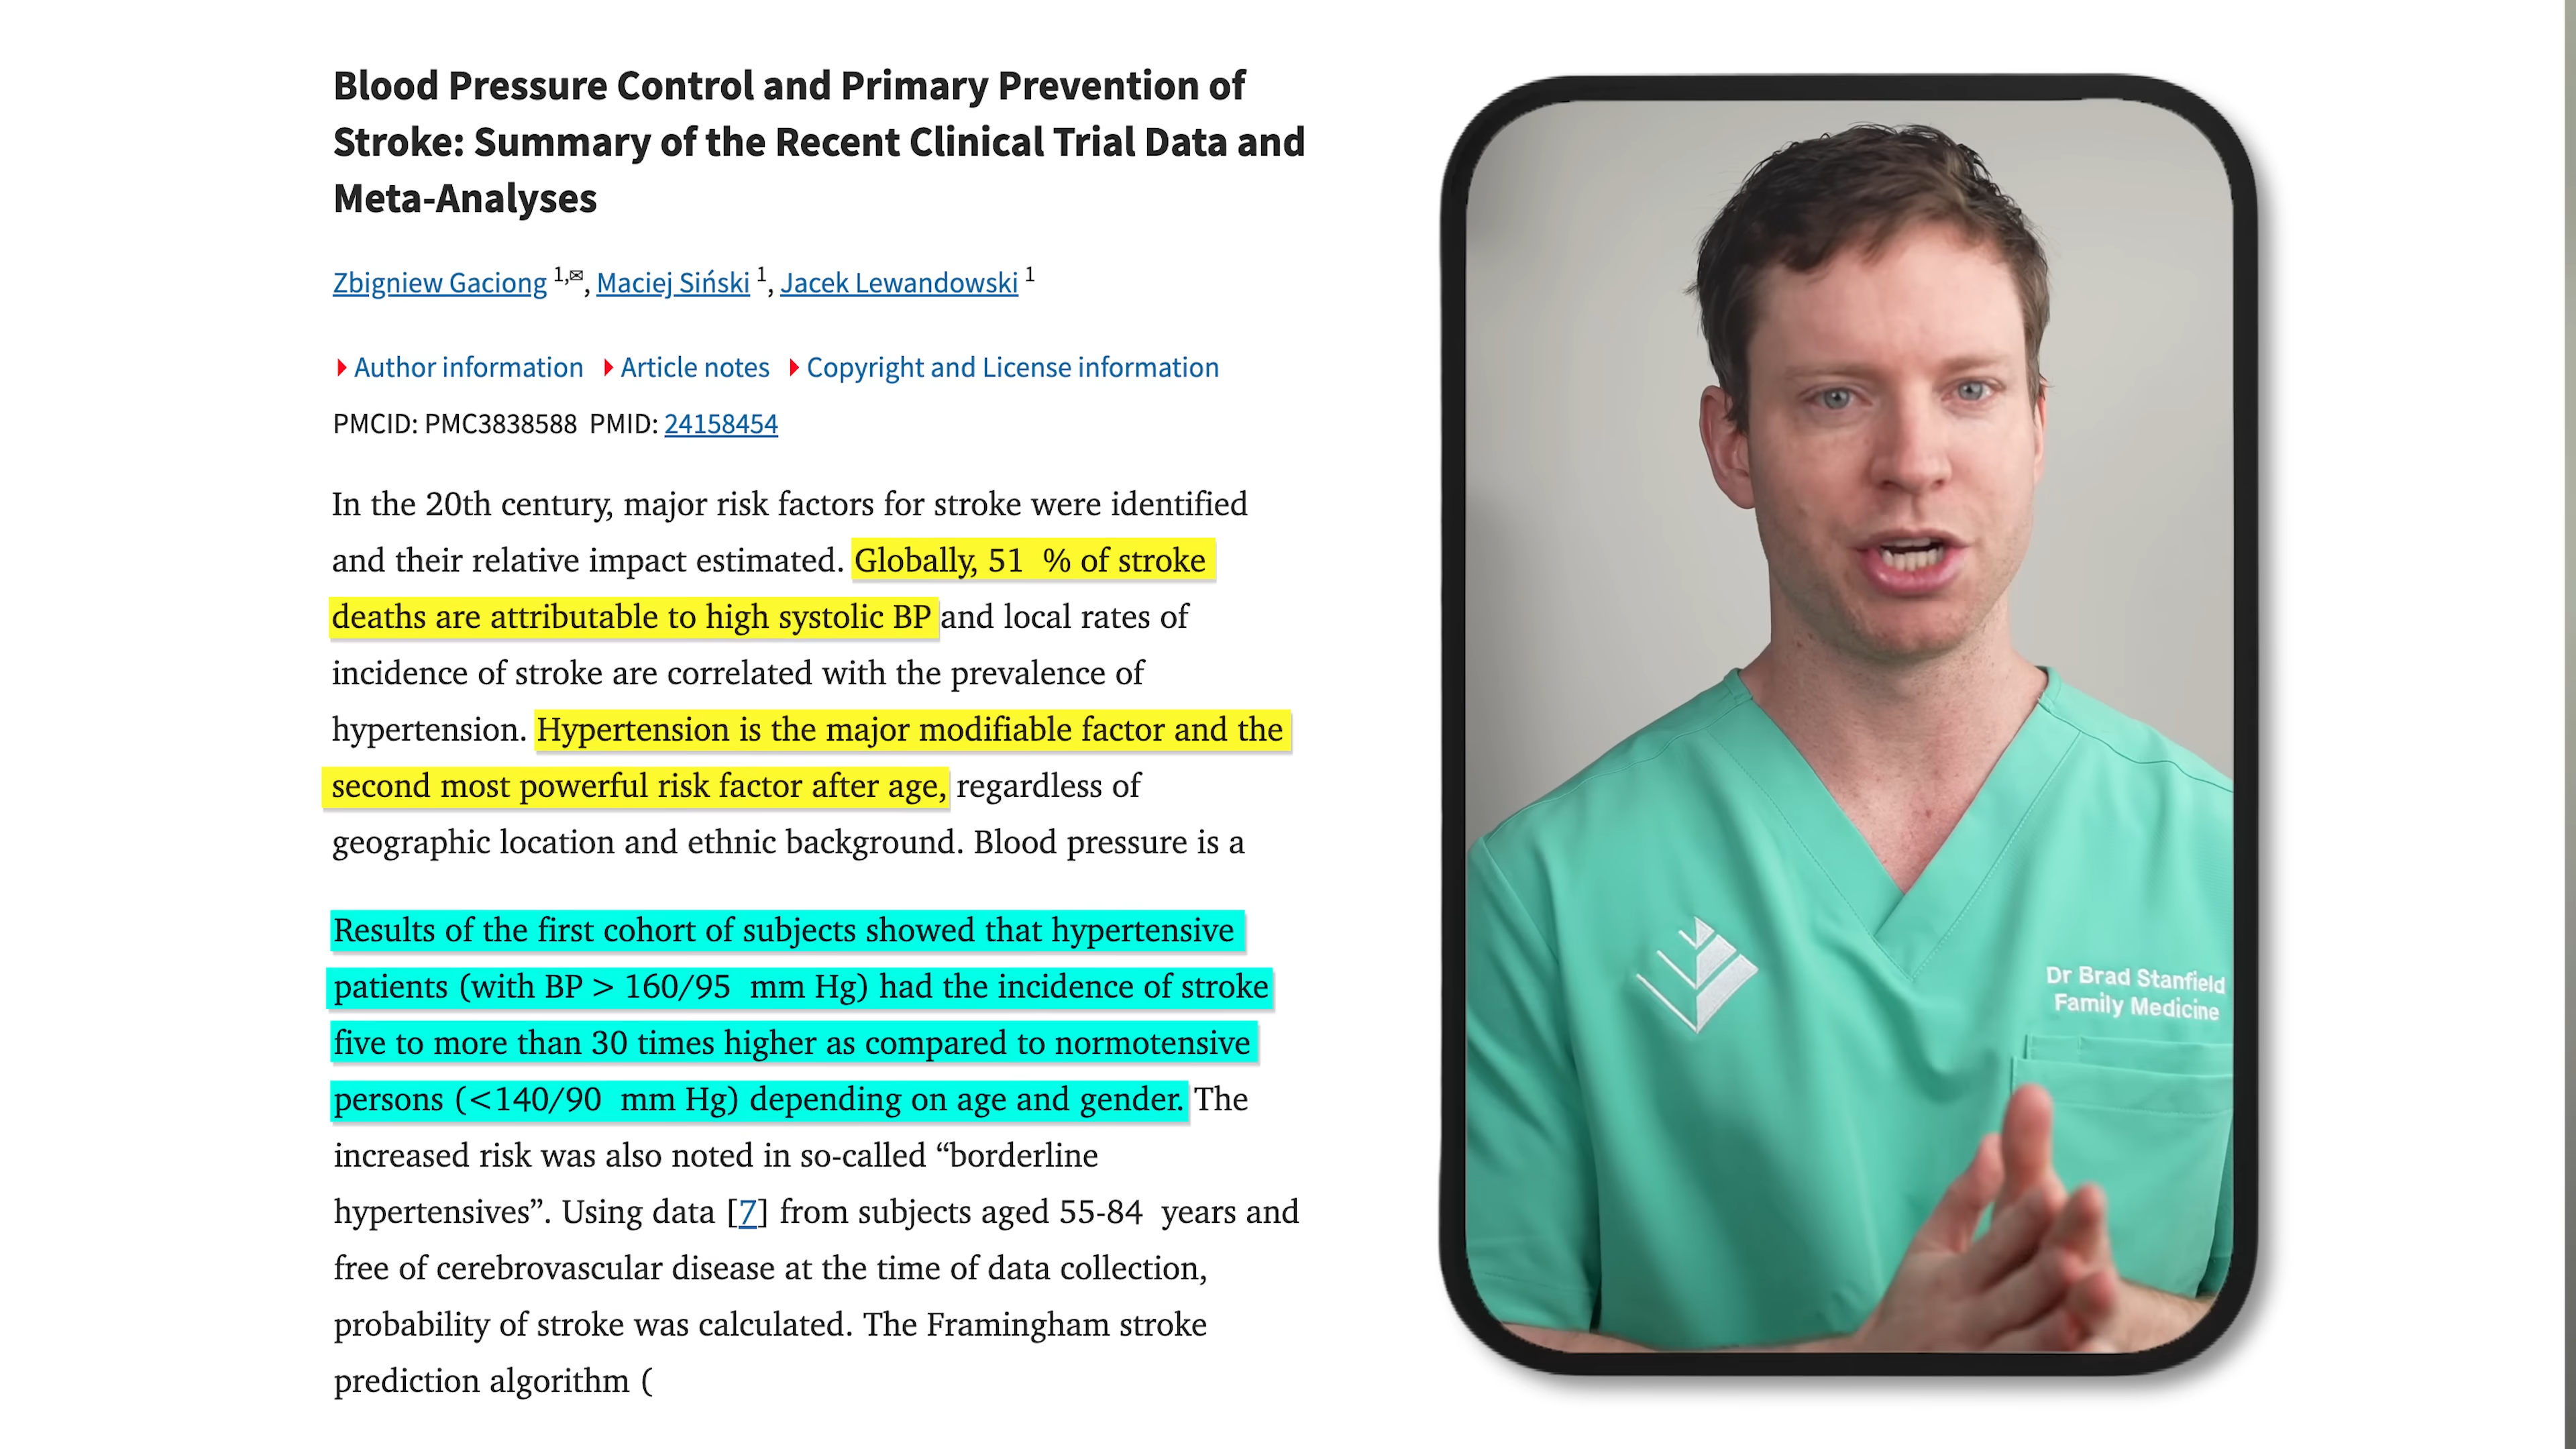 Blood Pressure Control and Primary Prevention of
Stroke: Summary of the Recent Clinical Trial Data and
Meta-Analyses
Zbigniew Gaciong 1,✉, Maciej Siński 1, Jacek Lewandowski 1
Author information Article notes Copyright and License information
PMCID: PMC3838588 PMID: 24158454
In the 20th century, major risk factors for stroke were identified
and their relative impact estimated. Globally, 51 % of stroke
deaths are attributable to high systolic BP and local rates of
incidence of stroke are correlated with the prevalence of
hypertension. Hypertension is the major modifiable factor and the
second most powerful risk factor after age, regardless of
geographic location and ethnic background. Blood pressure is a
Results of the first cohort of subjects showed that hypertensive
patients (with BP > 160/95 mm Hg) had the incidence of stroke
five to more than 30 times higher as compared to normotensive
persons (<140/90 mm Hg) depending on age and gender. The
increased risk was also noted in so-called “borderline
hypertensives”. Using data [7] from subjects aged 55-84 years and
free of cerebrovascular disease at the time of data collection,
probability of stroke was calculated. The Framingham stroke
prediction algorithm (
Dr Brad Stanfield
Family Medicine